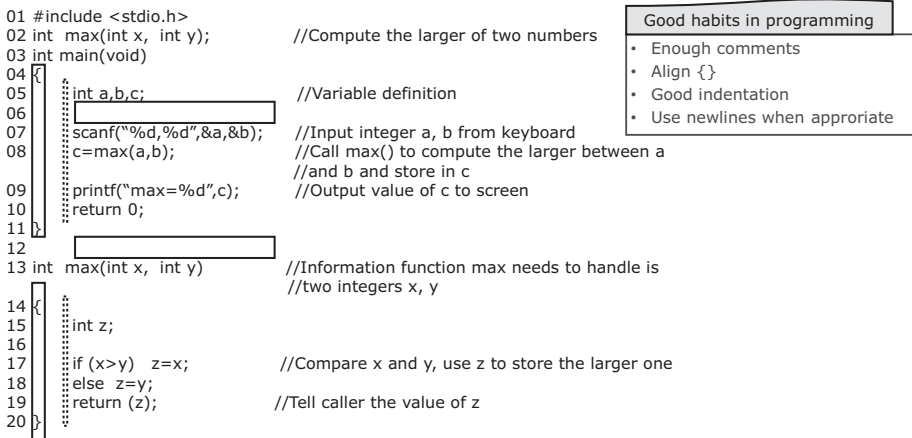 01 #include <stdio.h>
02 int  max(int x,  int y);                //Compute the larger of two numbers
03 int main(void)
04 {
05        int a,b,c;                            //Variable definition
06
07        scanf(“%d,%d”,&a,&b);      //Input integer a, b from keyboard
08        c=max(a,b);                       //Call max() to compute the larger between a
                                                   //and b and store in c
09        printf(“max=%d”,c);          //Output value of c to screen
10        return 0;
11 }
12
13 int  max(int x,  int y)              //Information function max needs to handle is
                                                   //two integers x, y
14 {
15        int z;
16
17        if (x>y)   z=x;                //Compare x and y, use z to store the larger one
18        else  z=y;
19        return (z);                    //Tell caller the value of z
20 }
Good habits in programming
• Enough comments
• Align {}
• Good indentation
• Use newlines when approriate